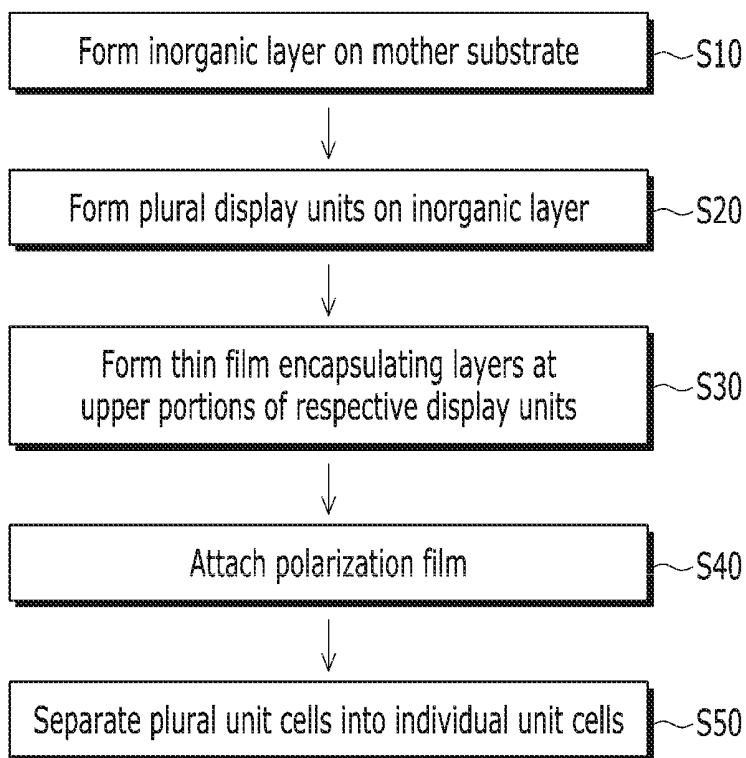 Form inorganic layer on mother substrate
S10
Form plural display units on inorganic layer
S20
Form thin film encapsulating layers at
upper portions of respective display units
S30
Attach polarization film
S40
Separate plural unit cells into individual unit cells
S50